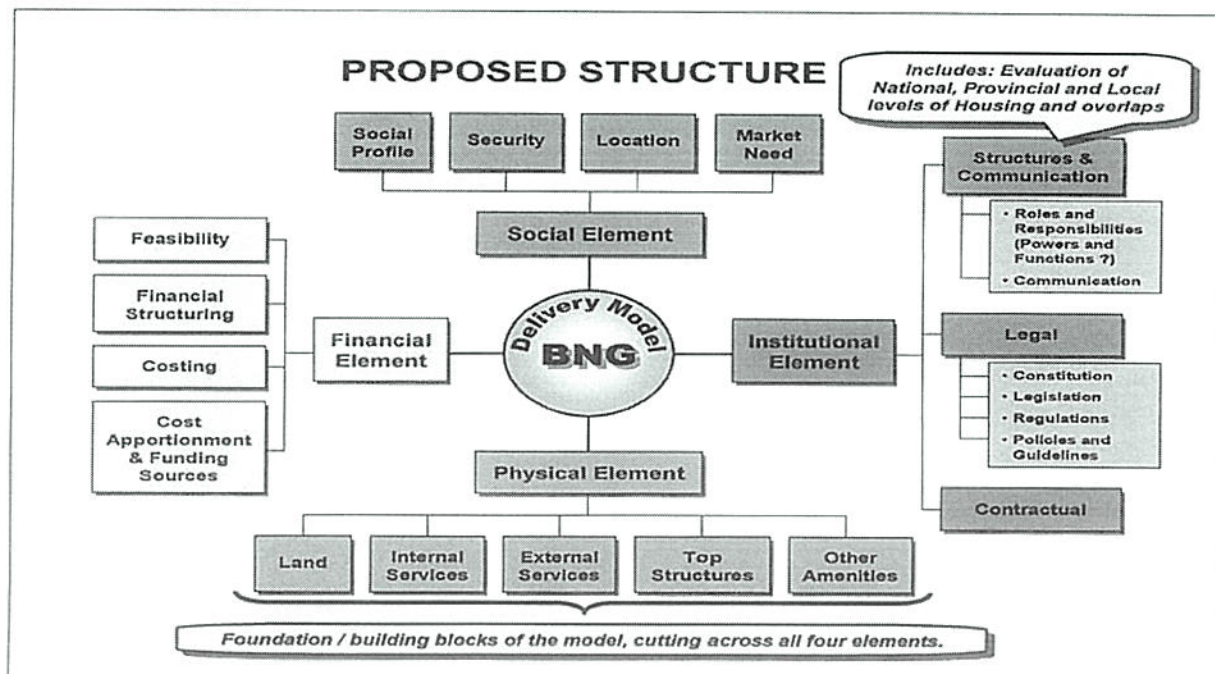 PROPOSED STRUCTURE
Includes: Evaluation of
National, Provincial and Local
levels of Housing and overlaps
Social
Profile
Security
Location
Market
Need
Social Element
Feasibility
Financial
Structuring
Costing
Cost
Apportionment
& Funding
Sources
Financial
Element
Delivery Model
BNG
Institutional
Element
Structures &
Communication
• Roles and
Responsibilities
(Powers and
Functions ?)
• Communication
Legal
• Constitution
• Legislation
• Regulations
• Policies and
Guidelines
Contractual
Physical Element
Land
Internal
Services
External
Services
Top
Structures
Other
Amenities
Foundation / building blocks of the model, cutting across all four elements.